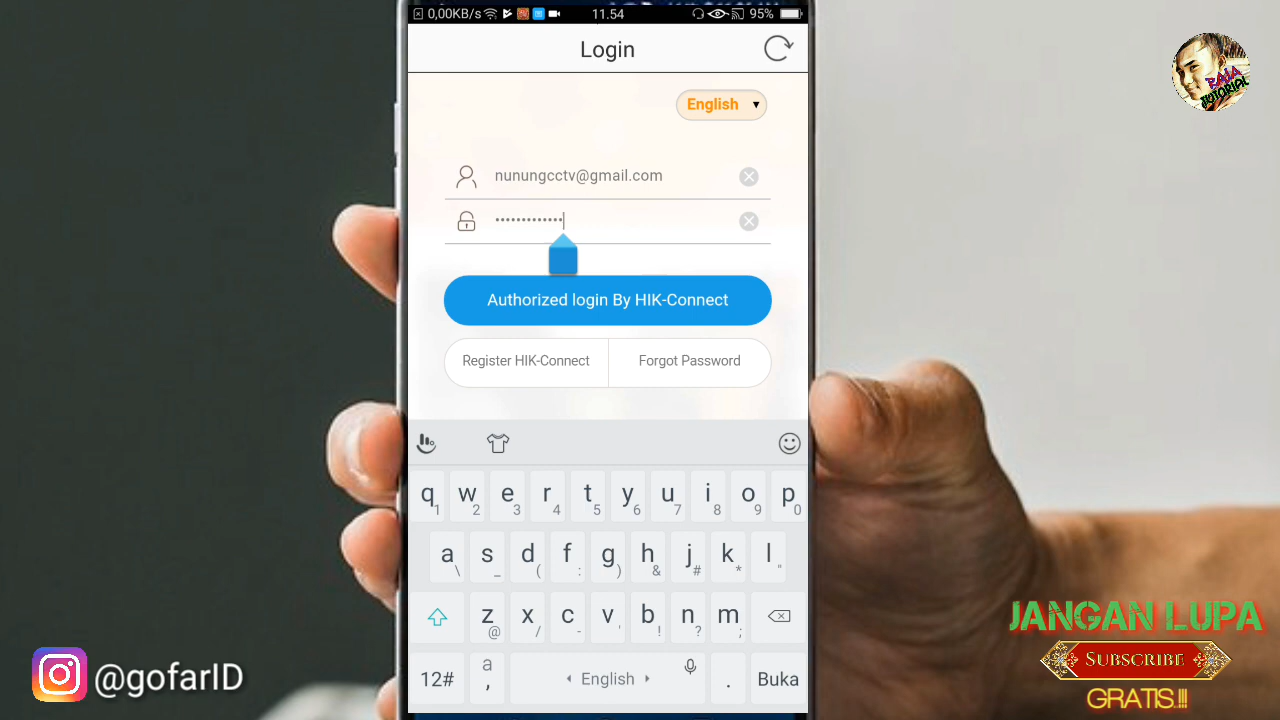 0,00KB/s 11.54 95%
Login
English
nunungcctv@gmail.com
•••••••••••••
Authorized login By HIK-Connect
Register HIK-Connect Forgot Password
q1 w2 e3 r4 t5 y6 u7 i8 o9 p0
a\ s_ d( f: g) h& j# k* l"
z@ x/ c- v' b! n? m;
12# a, English . Buka
RAJA
TUTORIAL
@gofarID
JANGAN LUPA
SUBSCRIBE
GRATIS.!!!